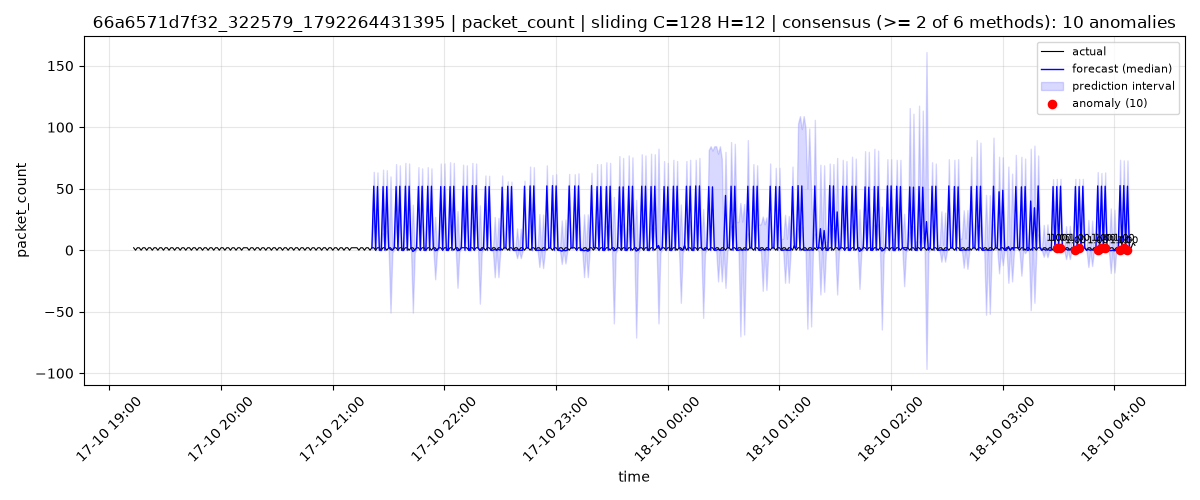 66a6571d7f32_322579_1792264431395 | packet_count | sliding C=128 H=12 | consensus (>= 2 of 6 methods): 10 anomalies
actual
forecast (median)
prediction interval
anomaly (10)
packet_count
150
100
50
0
−50
−100
17-10 19:00
17-10 20:00
17-10 21:00
17-10 22:00
17-10 23:00
18-10 00:00
18-10 01:00
18-10 02:00
18-10 03:00
18-10 04:00
time